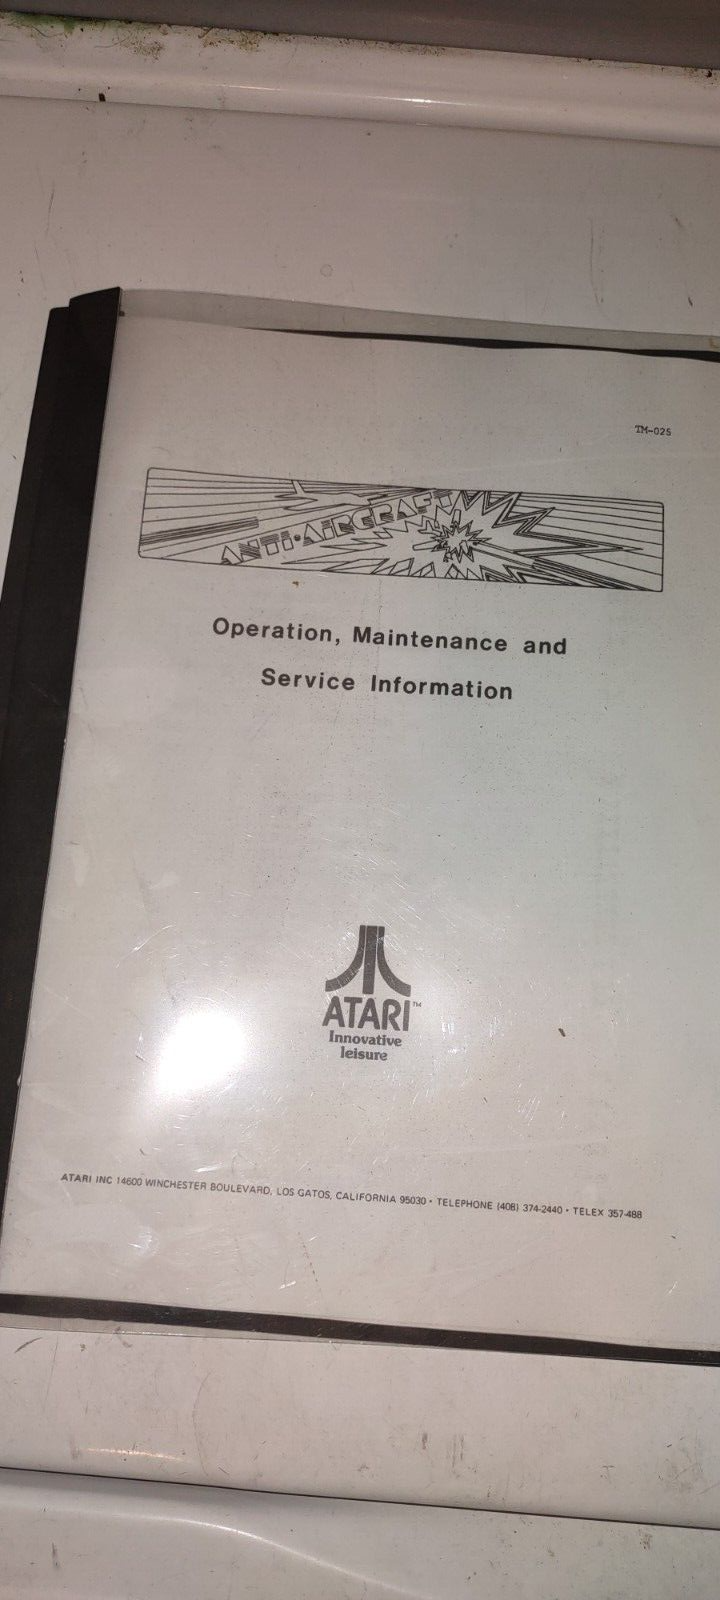 TM-025
ANTI-AIRCRAFT
Operation, Maintenance and
Service Information
ATARI™
Innovative
leisure
ATARI INC 14600 WINCHESTER BOULEVARD, LOS GATOS, CALIFORNIA 95030 • TELEPHONE (408) 374-2440 • TELEX 357-488